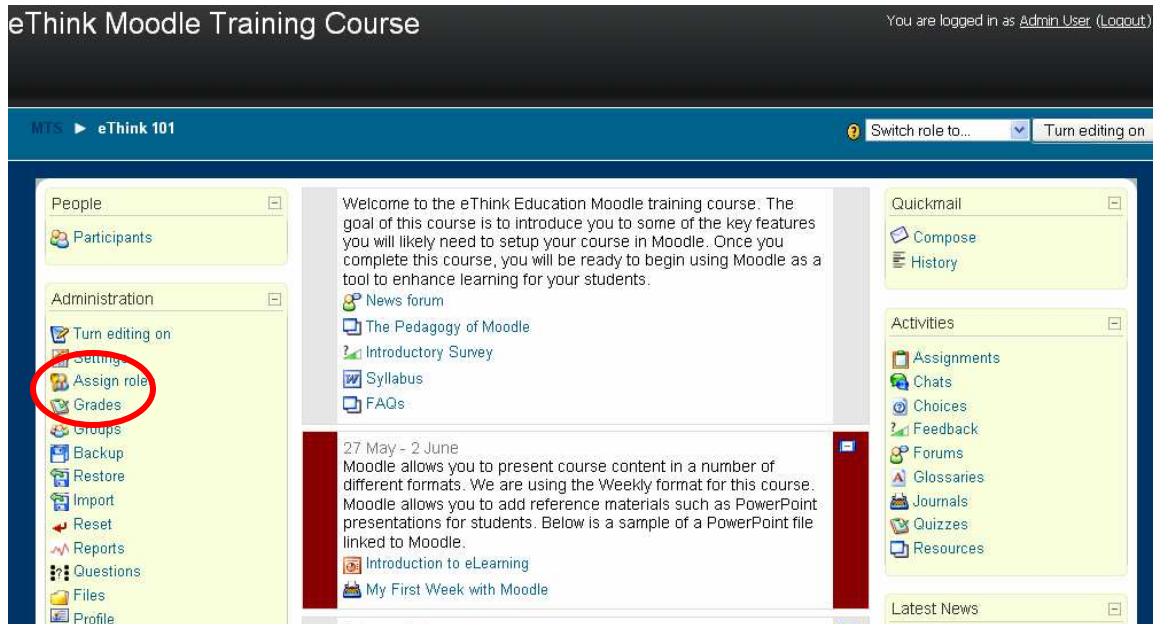 eThink Moodle Training Course
You are logged in as Admin User (Logout)
MTS ► eThink 101
Switch role to...
Turn editing on
People
Participants
Administration
Turn editing on
Settings
Assign role
Grades
Groups
Backup
Restore
Import
Reset
Reports
Questions
Files
Profile
Welcome to the eThink Education Moodle training course. The
goal of this course is to introduce you to some of the key features
you will likely need to setup your course in Moodle. Once you
complete this course, you will be ready to begin using Moodle as a
tool to enhance learning for your students.
News forum
The Pedagogy of Moodle
Introductory Survey
Syllabus
FAQs
27 May - 2 June
Moodle allows you to present course content in a number of
different formats. We are using the Weekly format for this course.
Moodle allows you to add reference materials such as PowerPoint
presentations for students. Below is a sample of a PowerPoint file
linked to Moodle.
Introduction to eLearning
My First Week with Moodle
Quickmail
Compose
History
Activities
Assignments
Chats
Choices
Feedback
Forums
Glossaries
Journals
Quizzes
Resources
Latest News